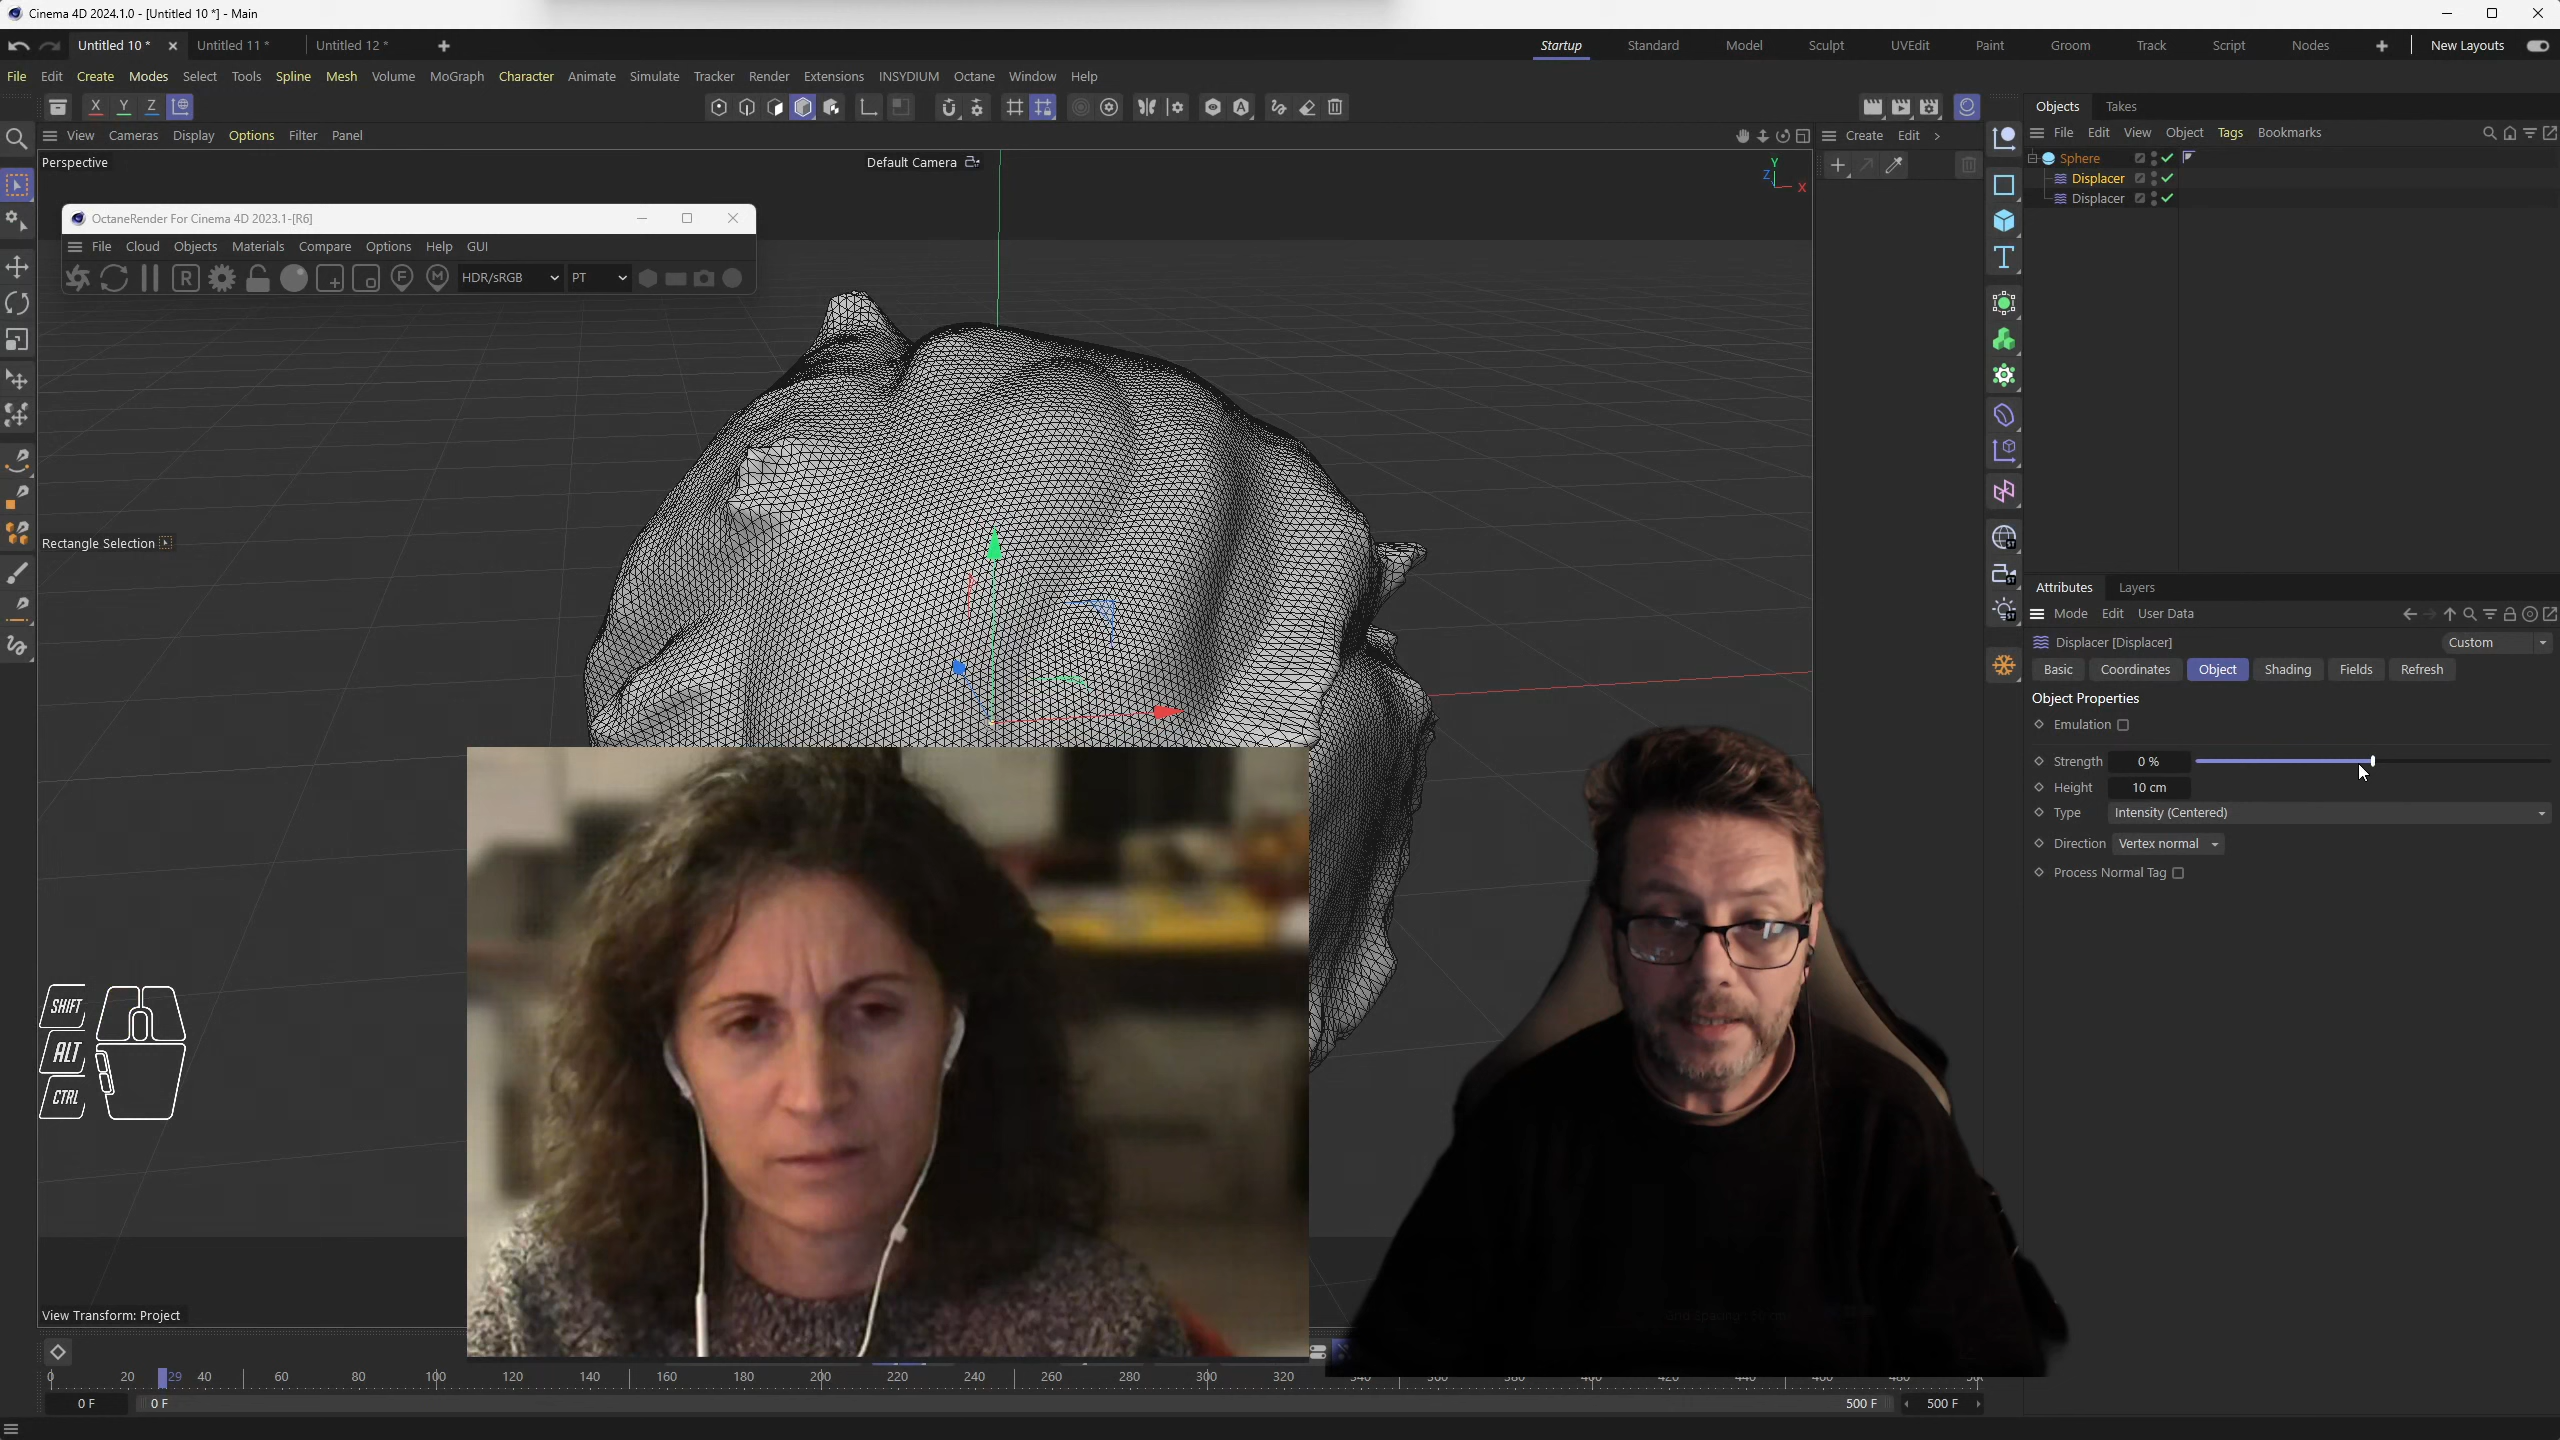 Cinema 4D 2024.1.0 - [Untitled 10 *] - Main
Untitled 10 * Untitled 11 * Untitled 12 * Startup Standard Model Sculpt UVEdit Paint Groom Track Script Nodes New Layouts
File Edit Create Modes Select Tools Spline Mesh Volume MoGraph Character Animate Simulate Tracker Render Extensions INSYDIUM Octane Window Help
X Y Z
Objects Takes
View Cameras Display Options Filter Panel
Create Edit
File Edit View Object Tags Bookmarks
Perspective
Default Camera
Y
Z X
Sphere
Displacer
Displacer
OctaneRender For Cinema 4D 2023.1-[R6]
File Cloud Objects Materials Compare Options Help GUI
R F M HDR/sRGB PT
Rectangle Selection
Attributes Layers
Mode Edit User Data
Displacer [Displacer] Custom
Basic Coordinates Object Shading Fields Refresh
Object Properties
Emulation
Strength 0 %
Height 10 cm
Type Intensity (Centered)
Direction Vertex normal
Process Normal Tag
SHIFT
ALT
CTRL
View Transform: Project
0 20 29 40 60 80 100 120 140 160 180 200 220 240 260 280 300 320 340 360 380 400 420 440 460 480
0 F 0 F 500 F 500 F